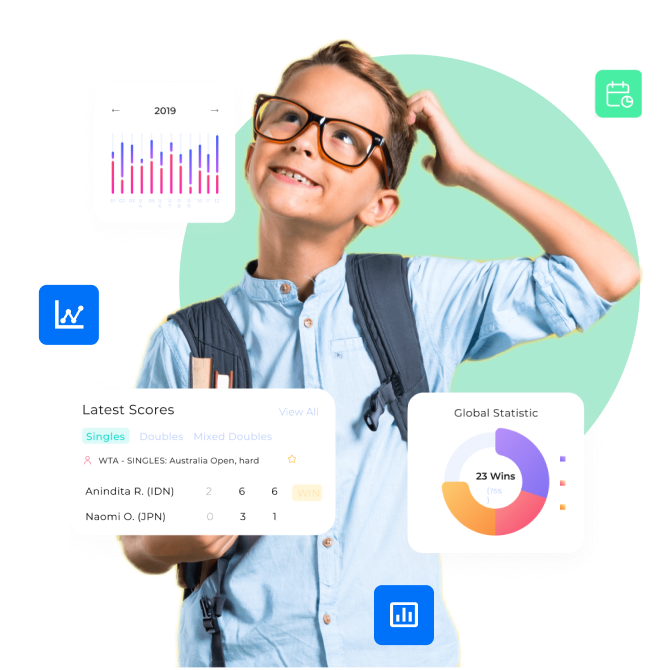 ← 2019 →
Latest Scores
View All
Singles Doubles Mixed Doubles
WTA - SINGLES: Australia Open, hard
Anindita R. (IDN) 2 6 6 WIN
Naomi O. (JPN) 0 3 1
Global Statistic
23 Wins
(75%
)